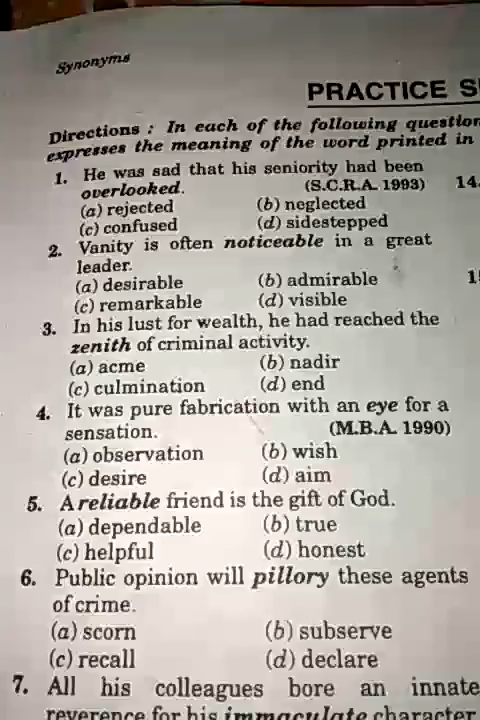 Synonyms
PRACTICE
Directions : In each of the following question
expresses the meaning of the word printed in
1. He was sad that his seniority had been
overlooked. (S.C.R.A. 1993) 14.
(a) rejected (b) neglected
(c) confused (d) sidestepped
2. Vanity is often noticeable in a great
leader.
(a) desirable (b) admirable
(c) remarkable (d) visible
3. In his lust for wealth, he had reached the
zenith of criminal activity.
(a) acme (b) nadir
(c) culmination (d) end
4. It was pure fabrication with an eye for a
sensation. (M.B.A. 1990)
(a) observation (b) wish
(c) desire (d) aim
5. A reliable friend is the gift of God.
(a) dependable (b) true
(c) helpful (d) honest
6. Public opinion will pillory these agents
of crime.
(a) scorn (b) subserve
(c) recall (d) declare
7. All his colleagues bore an innate
reverence for his immaculate character